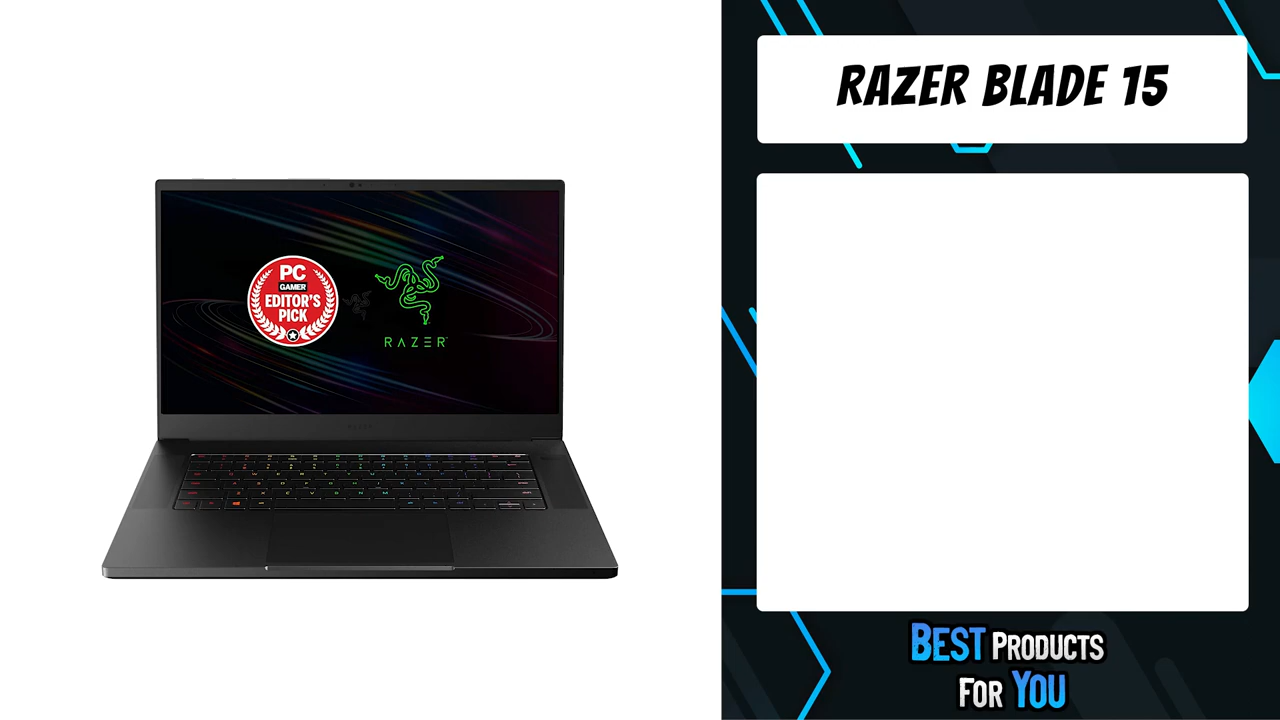 RAZER BLADE 15
PC
GAMER
EDITOR'S
PICK
RAZER
BEST PRODUCTS
FOR YOU